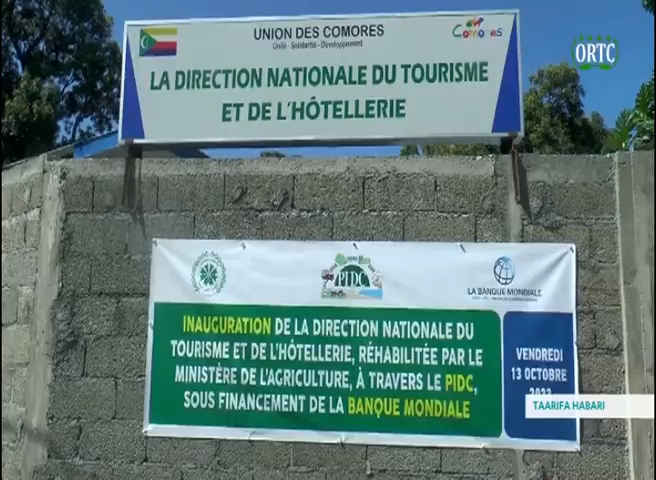 UNION DES COMORES
Unité - Solidarité - Développement
Comores
ORTC
LA DIRECTION NATIONALE DU TOURISME
ET DE L'HÔTELLERIE
PIDC
LA BANQUE MONDIALE
INAUGURATION DE LA DIRECTION NATIONALE DU
TOURISME ET DE L'HÔTELLERIE, RÉHABILITÉE PAR LE
MINISTÈRE DE L'AGRICULTURE, À TRAVERS LE PIDC,
SOUS FINANCEMENT DE LA BANQUE MONDIALE
VENDREDI
13 OCTOBRE
TAARIFA HABARI